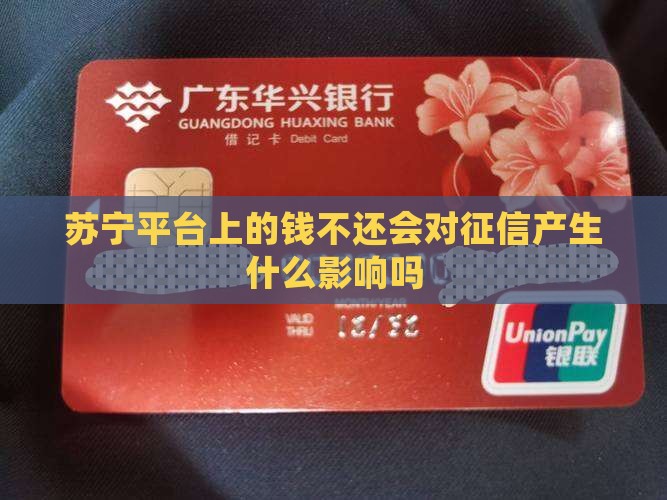 广东华兴银行
GUANGDONG HUAXING BANK
借记卡 Debit Card
苏宁平台上的钱不还会对征信产生
什么影响吗
MONTH/YEAR
VALID
THRU
UnionPay
银联